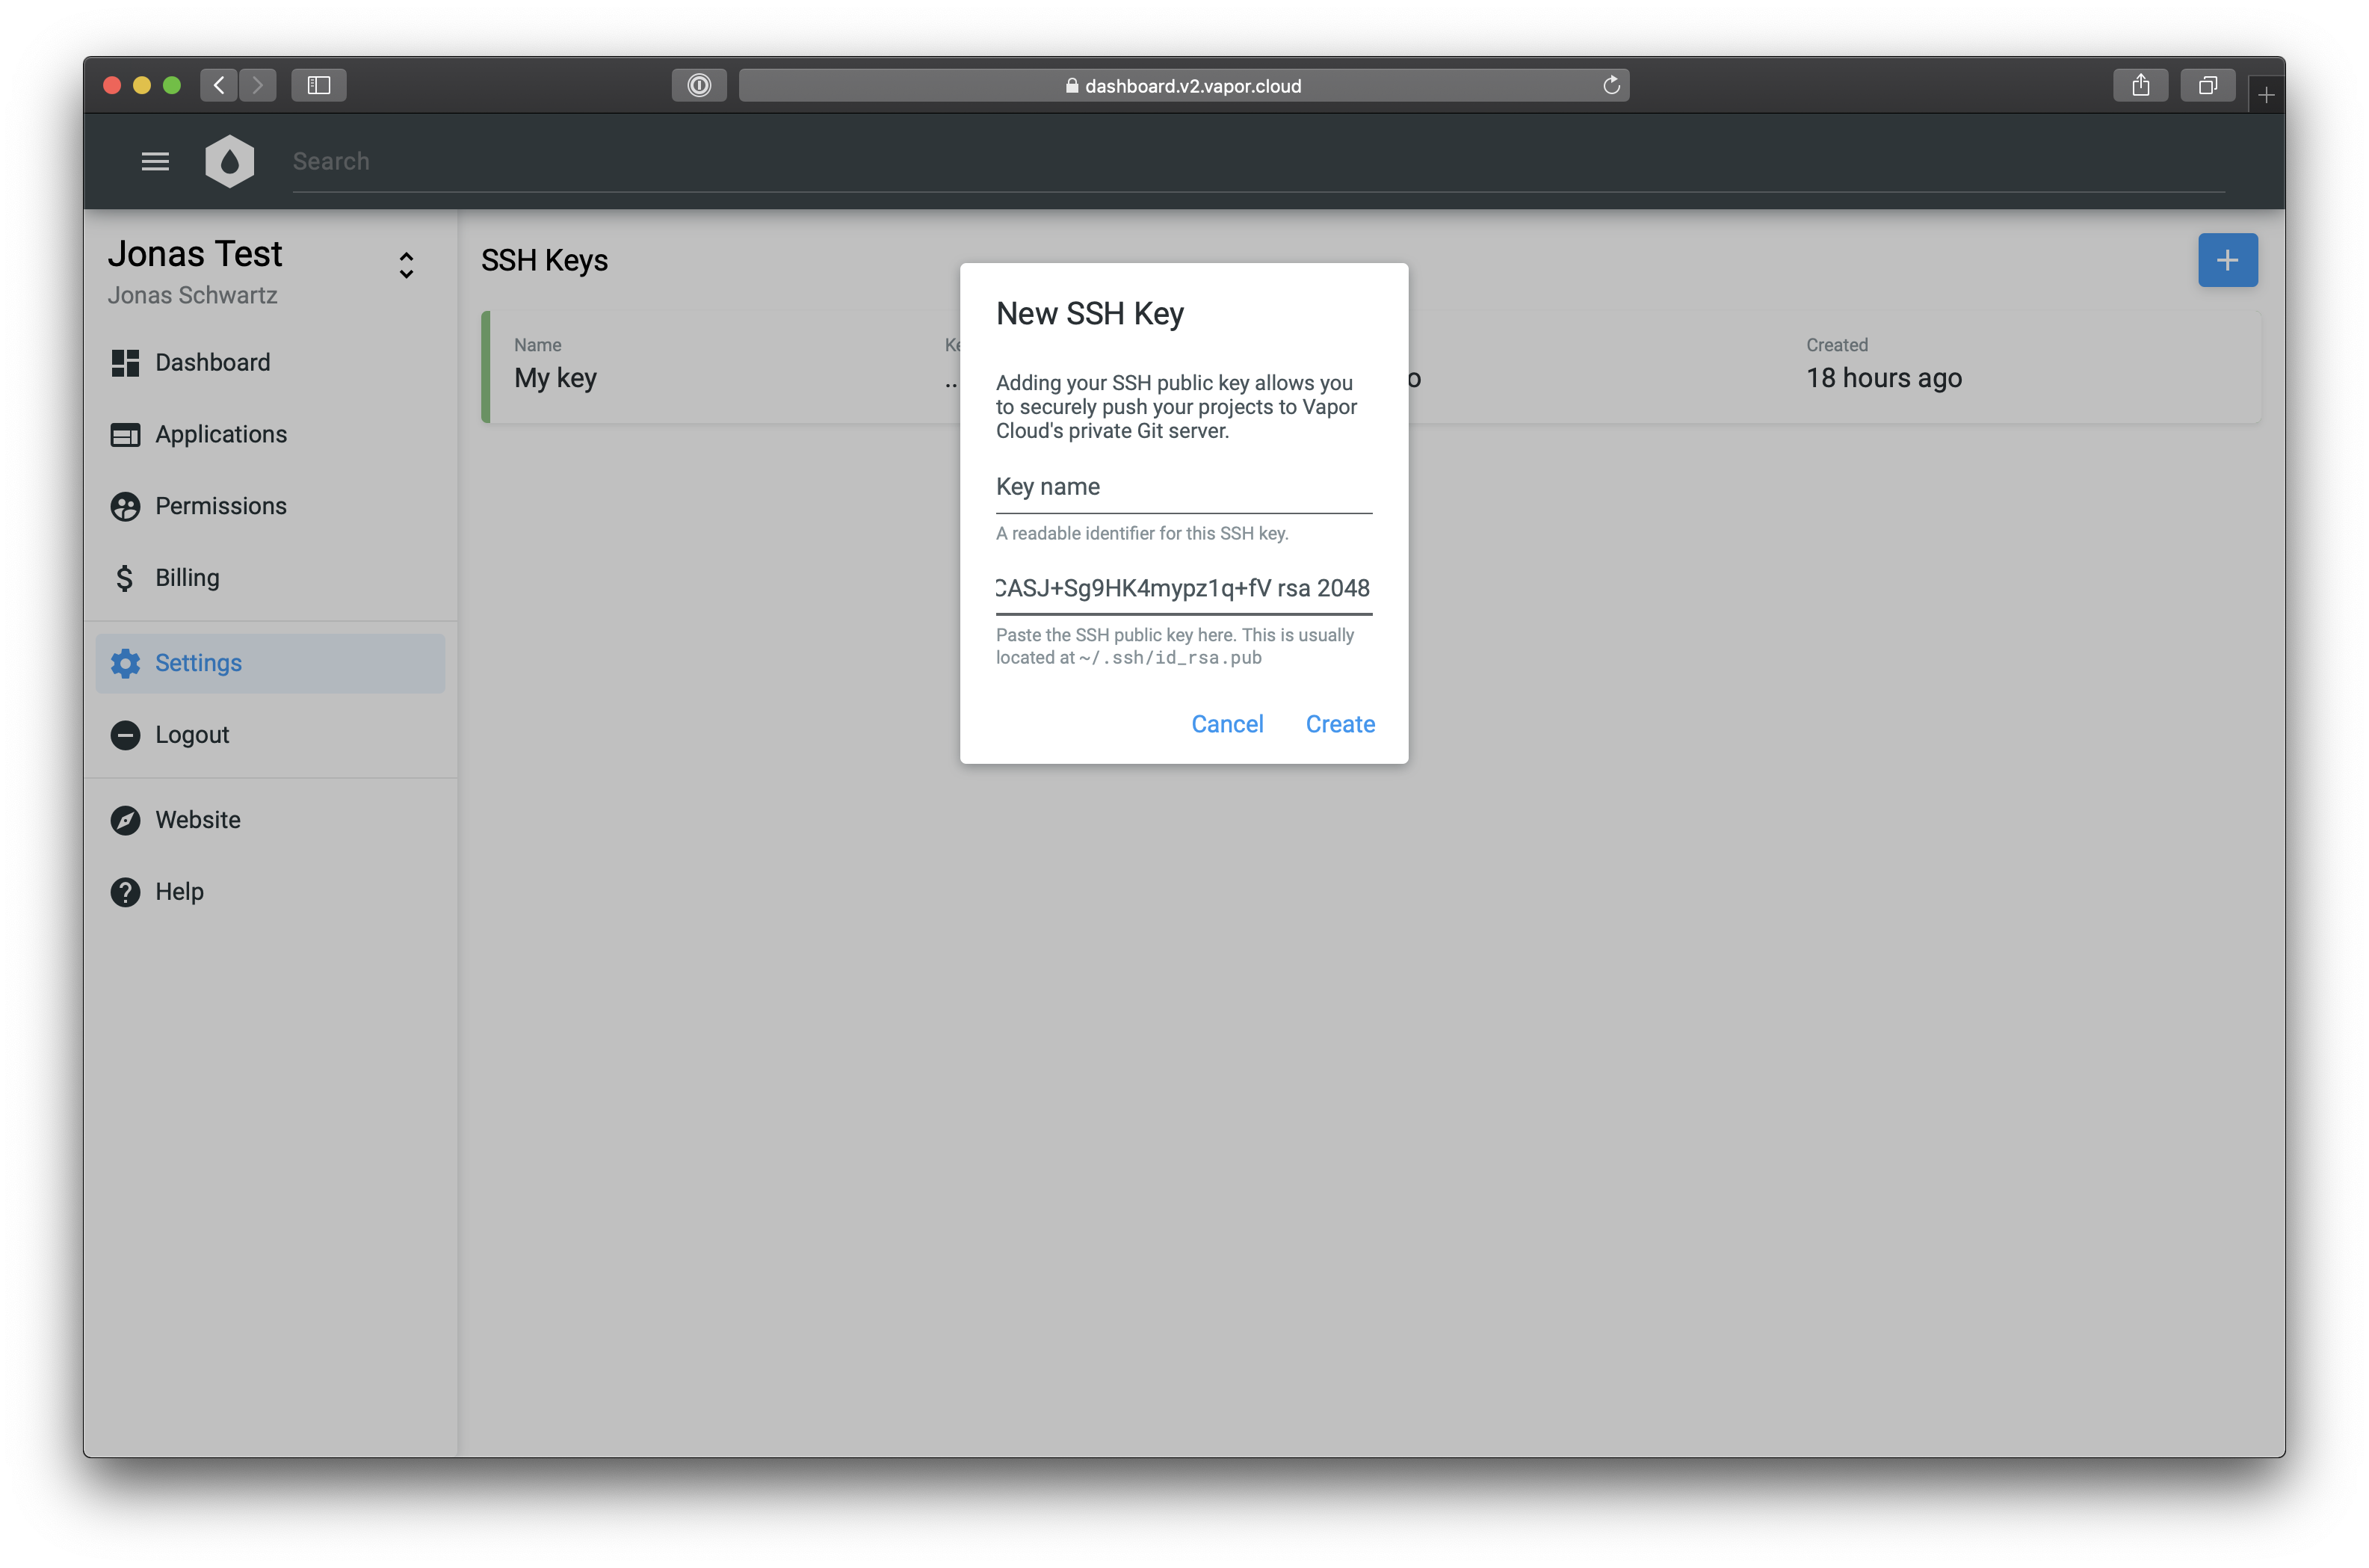 dashboard.v2.vapor.cloud
Search
Jonas Test
Jonas Schwartz
Dashboard
Applications
Permissions
Billing
Settings
Logout
Website
Help
SSH Keys
Name
My key
Created
18 hours ago
New SSH Key
Adding your SSH public key allows you
to securely push your projects to Vapor
Cloud's private Git server.
Key name
A readable identifier for this SSH key.
CASJ+Sg9HK4mypz1q+fV rsa 2048
Paste the SSH public key here. This is usually
located at ~/.ssh/id_rsa.pub
Cancel
Create